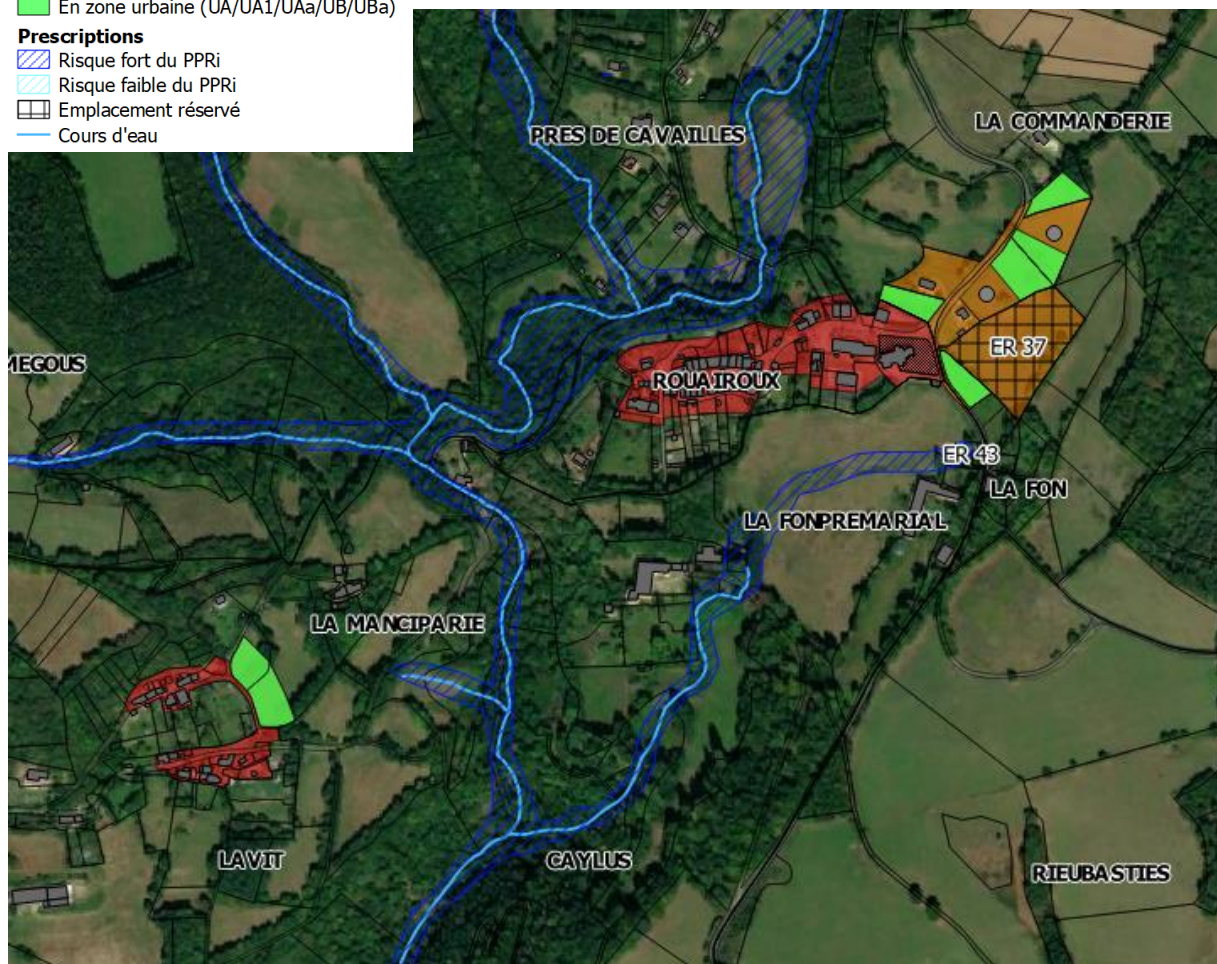 En zone urbaine (UA/UA1/UAa/UB/UBa)
Prescriptions
Risque fort du PPRi
Risque faible du PPRi
Emplacement réservé
Cours d'eau
PRES DE CAVAILLES
LA COMMANDERIE
MEGOUS
ER 37
ROUAIROUX
ER 43
LA FON
LA FONPREMARIAL
LA MANCIPARIE
LAVIT
CAYLUS
RIEUBASTIES